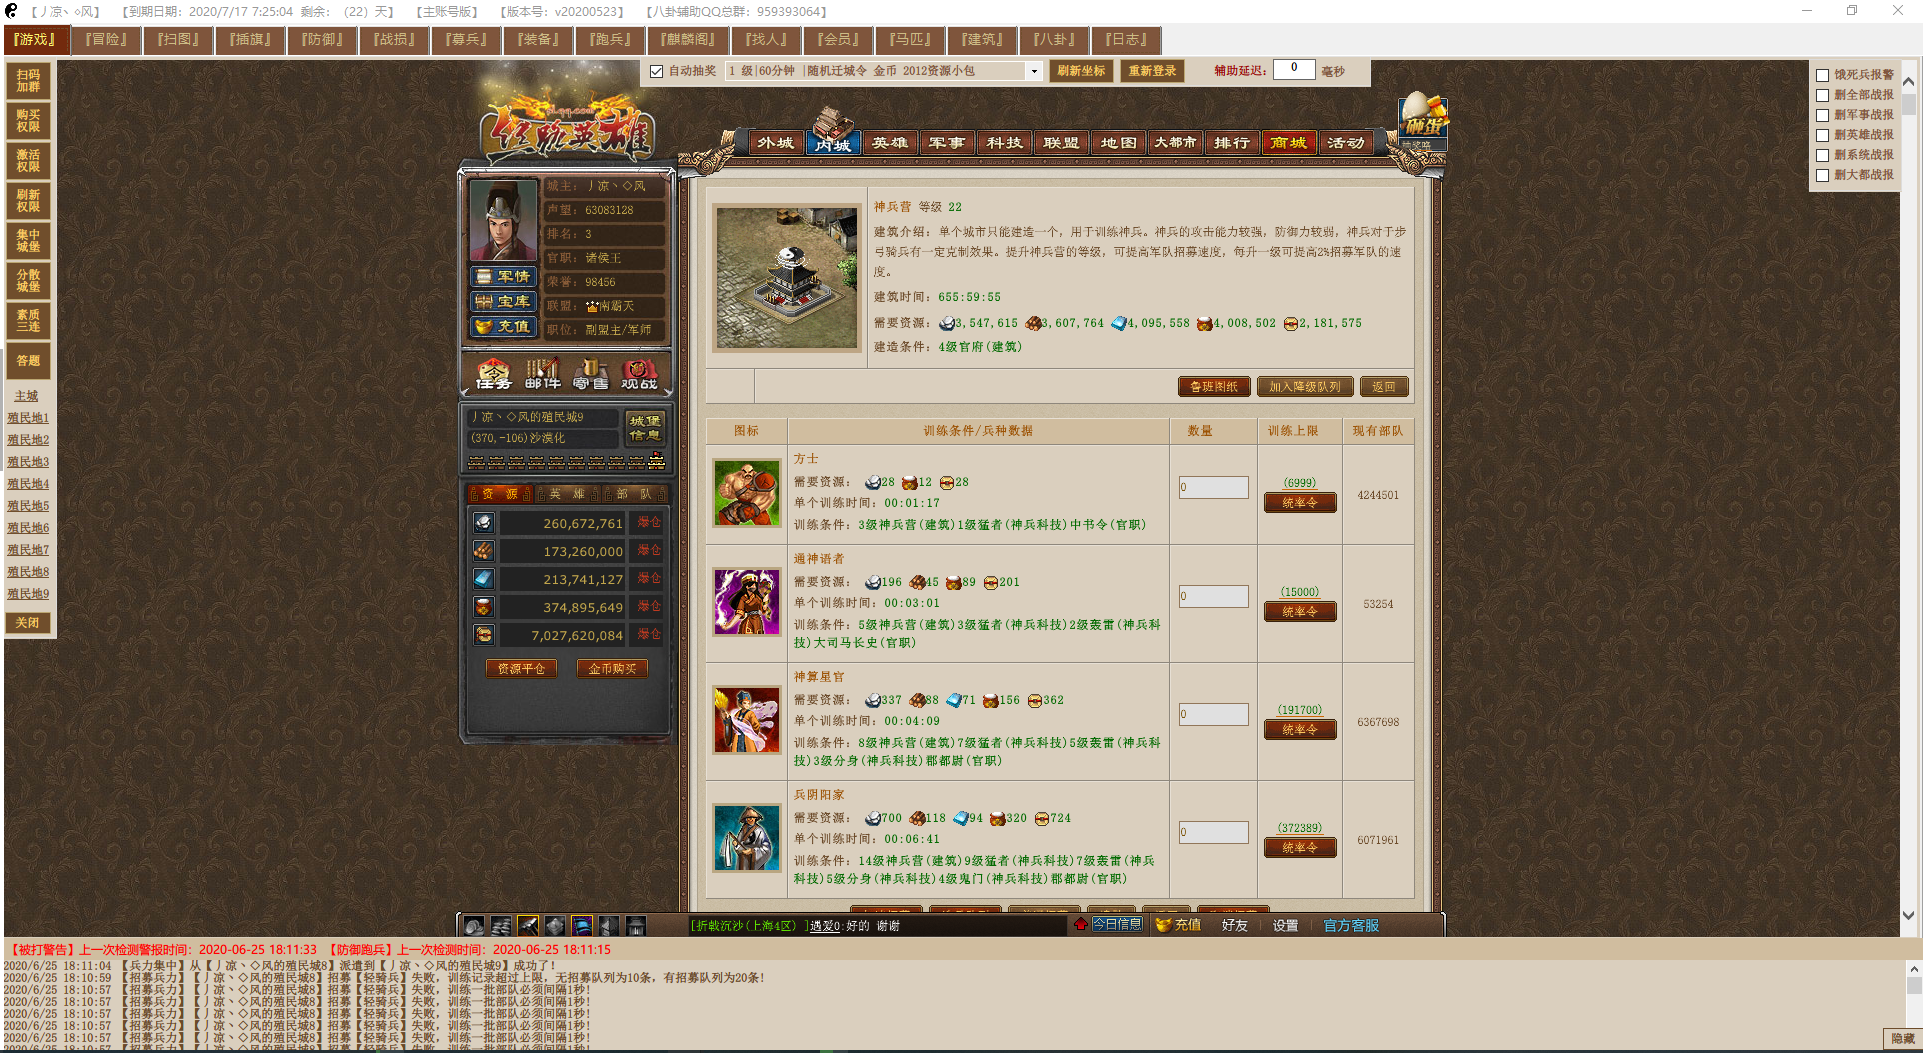 【丿凉丶◇风】 【到期日期：2020/7/17 7:25:04 剩余：（22）天】 【主账号版】 【版本号：v20200523】 【八卦辅助QQ总群：959393064】
『游戏』 『冒险』 『扫图』 『插旗』 『防御』 『战损』 『募兵』 『装备』 『跑兵』 『麒麟阁』 『找人』 『会员』 『马匹』 『建筑』 『八卦』 『日志』
自动抽奖 1 级|60分钟 |随机迁城令 金币 2012资源小包 刷新坐标 重新登录 辅助延迟： 0 毫秒
扫码加群
购买权限
激活权限
刷新权限
集中城堡
分散城堡
素质三连
答题
主城
殖民地1
殖民地2
殖民地3
殖民地4
殖民地5
殖民地6
殖民地7
殖民地8
殖民地9
关闭
饿死兵报警
删全部战报
删军事战报
删英雄战报
删系统战报
删大都战报
外城 内城 英雄 军事 科技 联盟 地图 大都市 排行 商城 活动
砸蛋
城主：丿凉丶◇风
声望：63083128
排名：3
官职：诸侯王
荣誉：98456
联盟：南霸天
职位：副盟主/军师
军情
宝库
充值
任务 邮件 寄售 观战
丿凉丶◇风的殖民城9
(370,-106)沙漠化
城堡信息
资 源 英 雄 部 队
260,672,761 爆仓
173,260,000 爆仓
213,741,127 爆仓
374,895,649 爆仓
7,027,620,084 爆仓
资源平仓 金币购买
神兵营 等级 22
建筑介绍：单个城市只能建造一个，用于训练神兵。神兵的攻击能力较强，防御力较弱，神兵对于步
弓骑兵有一定克制效果。提升神兵营的等级，可提高军队招募速度，每升一级可提高2%招募军队的速
度。
建筑时间：655:59:55
需要资源：3,547,615 3,607,764 4,095,558 4,008,502 2,181,575
建造条件：4级官府(建筑)
鲁班图纸 加入降级队列 返回
图标 训练条件/兵种数据 数量 训练上限 现有部队
方士
需要资源： 28 12 28
单个训练时间：00:01:17
训练条件：3级神兵营(建筑)1级猛者(神兵科技)中书令(官职)
0 (6999) 统率令 4244501
通神语者
需要资源： 196 45 89 201
单个训练时间：00:03:01
训练条件：5级神兵营(建筑)3级猛者(神兵科技)2级轰雷(神兵科
技)大司马长史(官职)
0 (15000) 统率令 53254
神算星官
需要资源： 337 88 71 156 362
单个训练时间：00:04:09
训练条件：8级神兵营(建筑)7级猛者(神兵科技)5级轰雷(神兵科
技)3级分身(神兵科技)郡都尉(官职)
0 (191700) 统率令 6367698
兵阴阳家
需要资源： 700 118 94 320 724
单个训练时间：00:06:41
训练条件：14级神兵营(建筑)9级猛者(神兵科技)7级轰雷(神兵
科技)5级分身(神兵科技)4级鬼门(神兵科技)郡都尉(官职)
0 (372389) 统率令 6071961
[折戟沉沙(上海4区) ]遇爱0:好的 谢谢
今日信息 充值 好友 设置 官方客服
【被打警告】上一次检测警报时间：2020-06-25 18:11:33 【防御跑兵】上一次检测时间：2020-06-25 18:11:15
2020/6/25 18:11:04 【兵力集中】从【丿凉丶◇风的殖民城8】派遣到【丿凉丶◇风的殖民城9】成功了!
2020/6/25 18:10:59 【招募兵力】【丿凉丶◇风的殖民城8】招募【轻骑兵】失败，训练记录超过上限，无招募队列为10条，有招募队列为20条!
2020/6/25 18:10:57 【招募兵力】【丿凉丶◇风的殖民城8】招募【轻骑兵】失败，训练一批部队必须间隔1秒!
2020/6/25 18:10:57 【招募兵力】【丿凉丶◇风的殖民城8】招募【轻骑兵】失败，训练一批部队必须间隔1秒!
2020/6/25 18:10:57 【招募兵力】【丿凉丶◇风的殖民城8】招募【轻骑兵】失败，训练一批部队必须间隔1秒!
2020/6/25 18:10:57 【招募兵力】【丿凉丶◇风的殖民城8】招募【轻骑兵】失败，训练一批部队必须间隔1秒!
2020/6/25 18:10:57 【招募兵力】【丿凉丶◇风的殖民城8】招募【轻骑兵】失败，训练一批部队必须间隔1秒!
2020/6/25 18:10:57 【招募兵力】【丿凉丶◇风的殖民城8】招募【轻骑兵】失败，训练一批部队必须间隔1秒!
隐藏